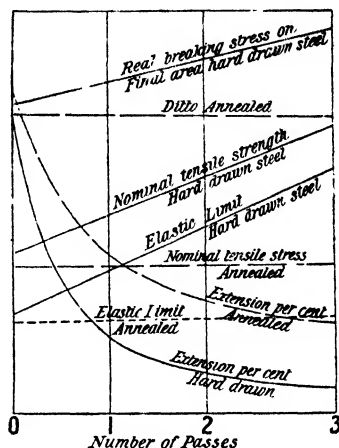 Real breaking stress on
Final area hard drawn steel
Ditto Annealed
Nominal tensile strength
Hard drawn steel
Elastic Limit
Hard drawn steel
Nominal tensile stress
Annealed
Extension per cent
Annealed
Elastic Limit
Annealed
Extension per cent
Hard drawn
0 1 2 3
Number of Passes